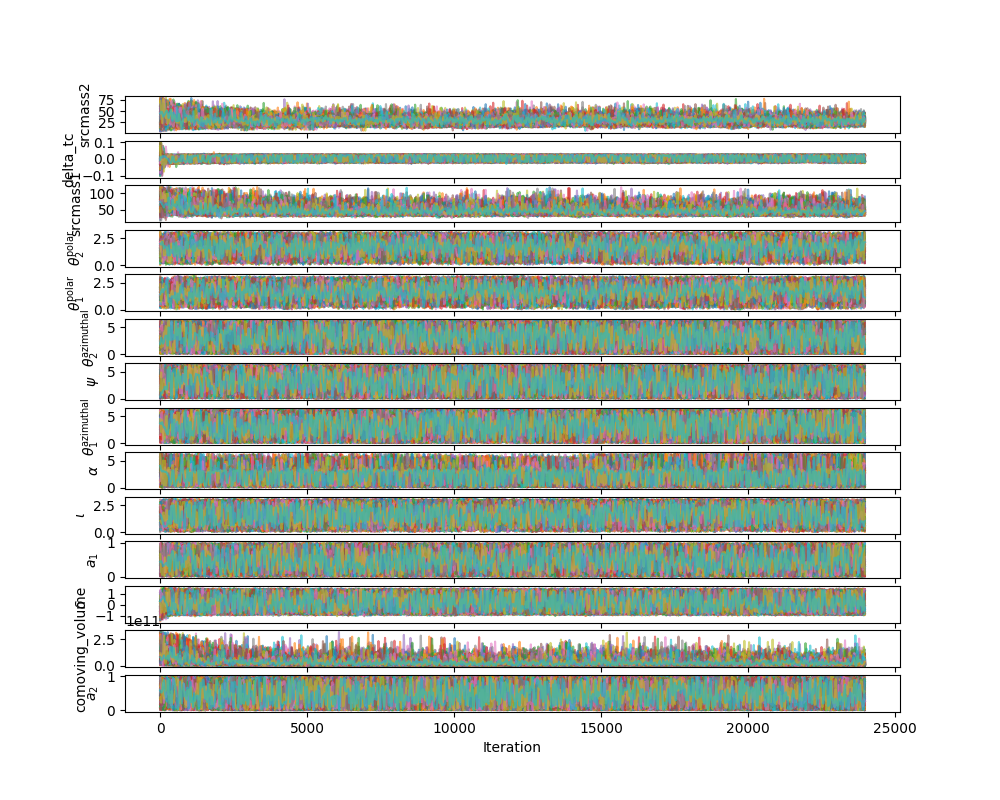 75
50
25
srcmass2
0.1
0.0
−0.1
delta_tc
100
50
srcmass1
2.5
0.0
θ₂^polar
2.5
0.0
θ₁^polar
5
0
θ₂^azimuthal
5
0
ψ
5
0
θ₁^azimuthal
5
0
α
2.5
0.0
ι
1
0
a₁
1
0
−1
1e11
2.5
0.0
comoving_volume
1
0
a₂
0 5000 10000 15000 20000 25000
Iteration